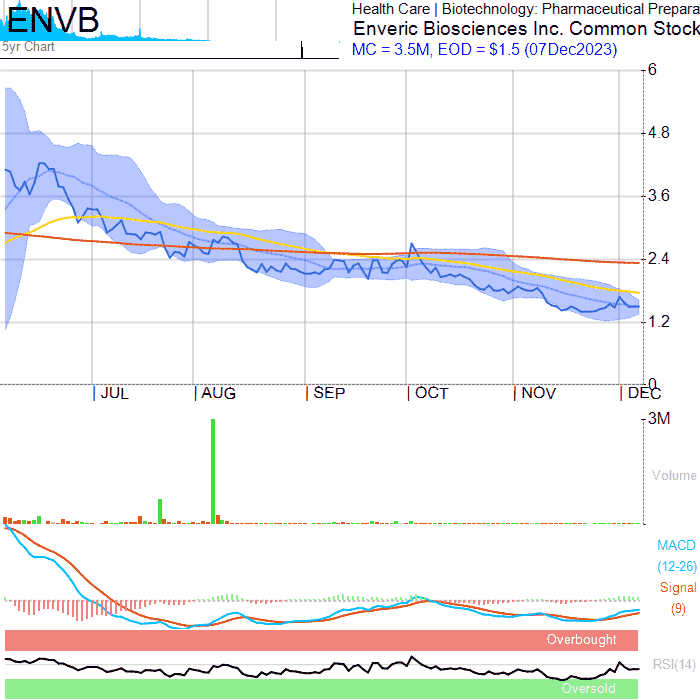 ENVB
Health Care | Biotechnology: Pharmaceutical Prepara
Enveric Biosciences Inc. Common Stock
MC = 3.5M, EOD = $1.5 (07Dec2023)
5yr Chart
6
4.8
3.6
2.4
1.2
0
JUL AUG SEP OCT NOV DEC
3M
Volume
MACD
(12-26)
Signal
(9)
Overbought
RSI(14)
Oversold